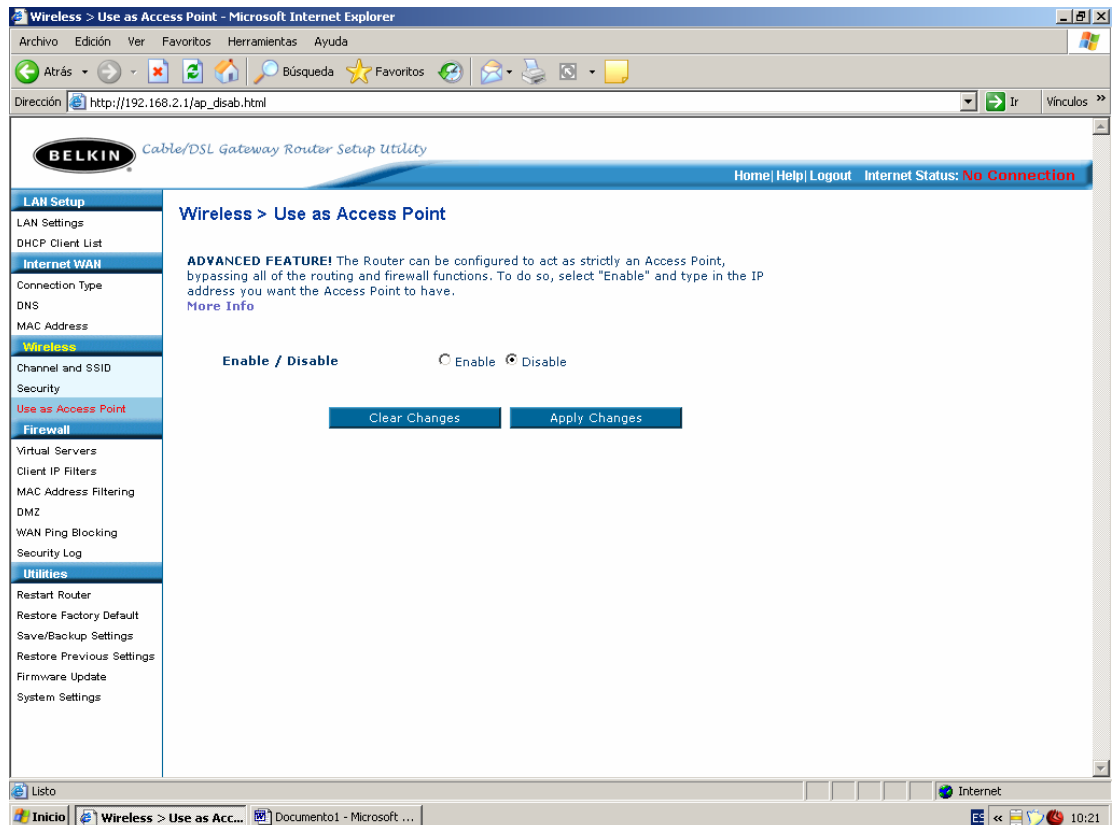 Wireless > Use as Access Point - Microsoft Internet Explorer
Archivo Edición Ver Favoritos Herramientas Ayuda
Atrás Búsqueda Favoritos
Dirección http://192.168.2.1/ap_disab.html Ir Vínculos »
BELKIN Cable/DSL Gateway Router Setup Utility
Home| Help| Logout Internet Status: No Connection
LAN Setup
LAN Settings
DHCP Client List
Internet WAN
Connection Type
DNS
MAC Address
Wireless
Channel and SSID
Security
Use as Access Point
Firewall
Virtual Servers
Client IP Filters
MAC Address Filtering
DMZ
WAN Ping Blocking
Security Log
Utilities
Restart Router
Restore Factory Default
Save/Backup Settings
Restore Previous Settings
Firmware Update
System Settings
Wireless > Use as Access Point
ADVANCED FEATURE! The Router can be configured to act as strictly an Access Point,
bypassing all of the routing and firewall functions. To do so, select "Enable" and type in the IP
address you want the Access Point to have.
More Info
Enable / Disable Enable Disable
Clear Changes Apply Changes
Listo Internet
Inicio Wireless > Use as Acc... Documento1 - Microsoft ... ES « 10:21